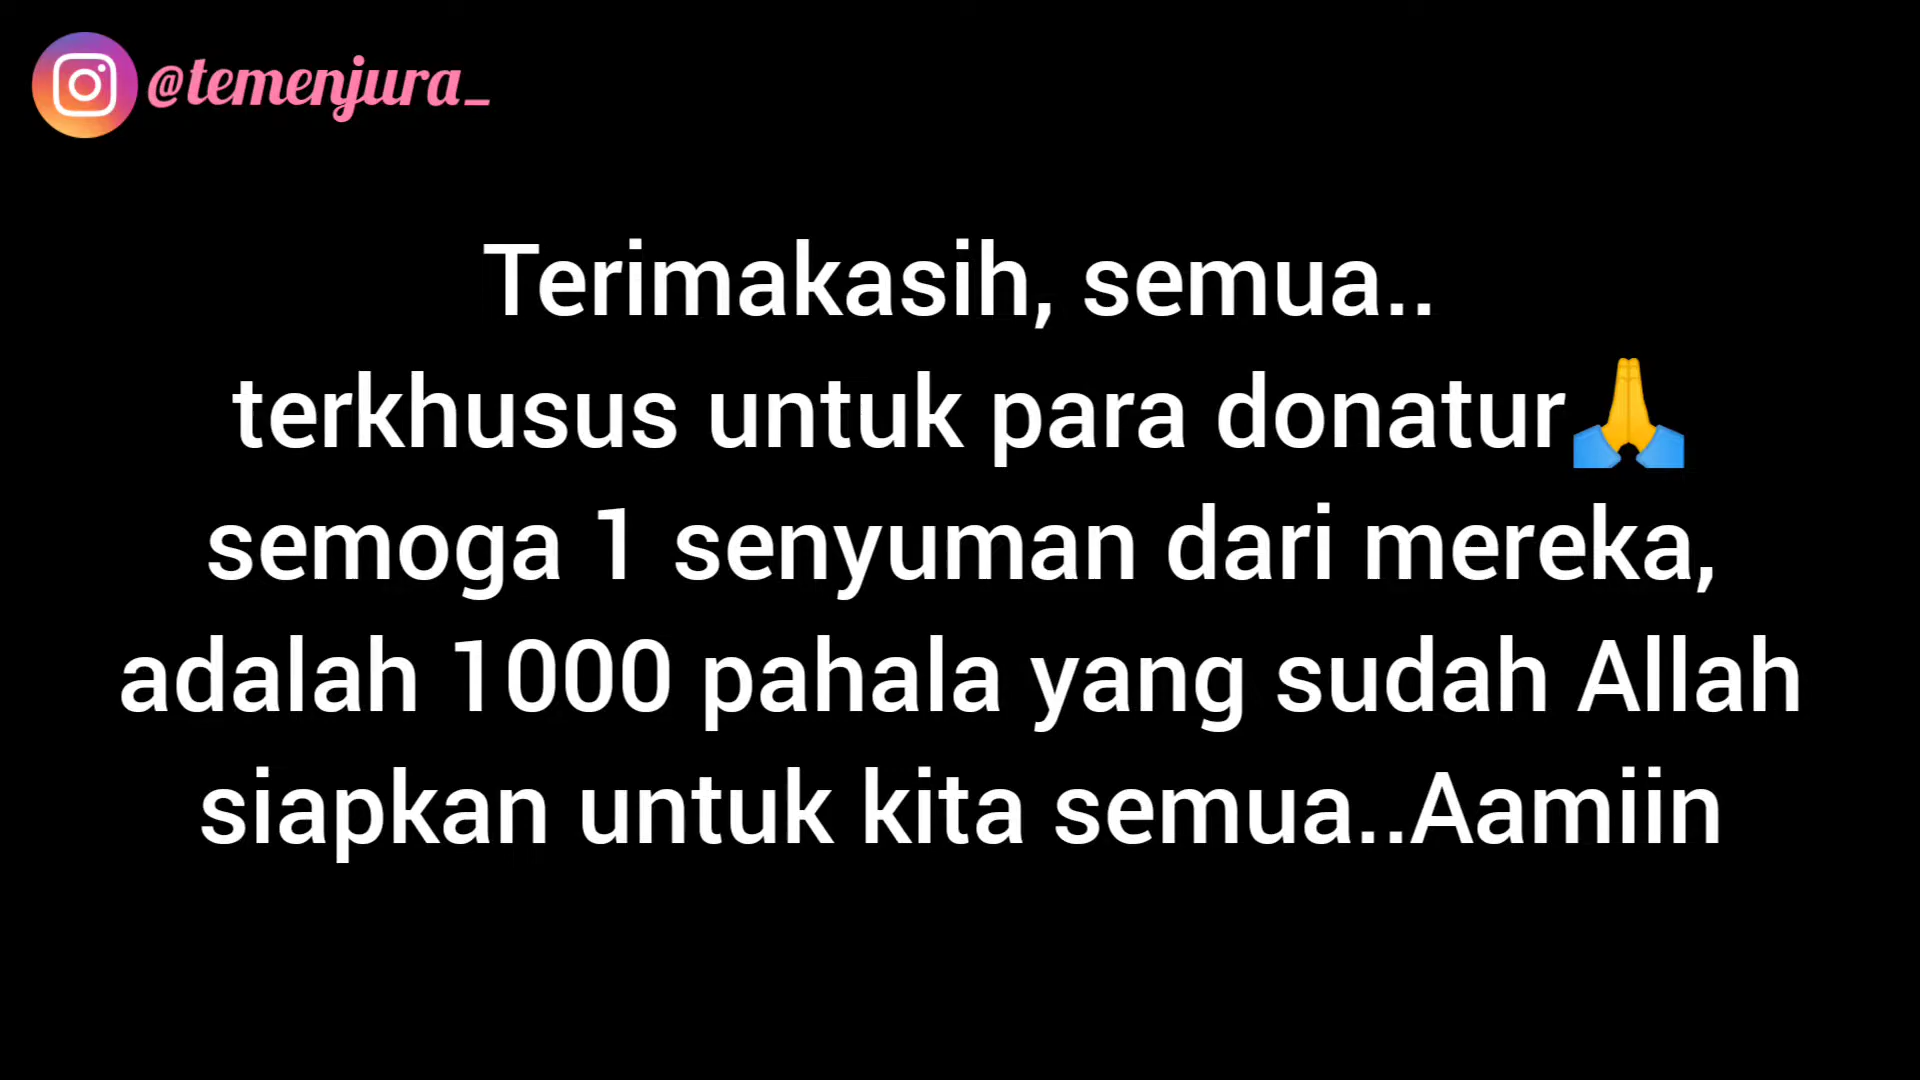 @temenjura_
Terimakasih, semua..
terkhusus untuk para donatur🙏
semoga 1 senyuman dari mereka,
adalah 1000 pahala yang sudah Allah
siapkan untuk kita semua..Aamiin